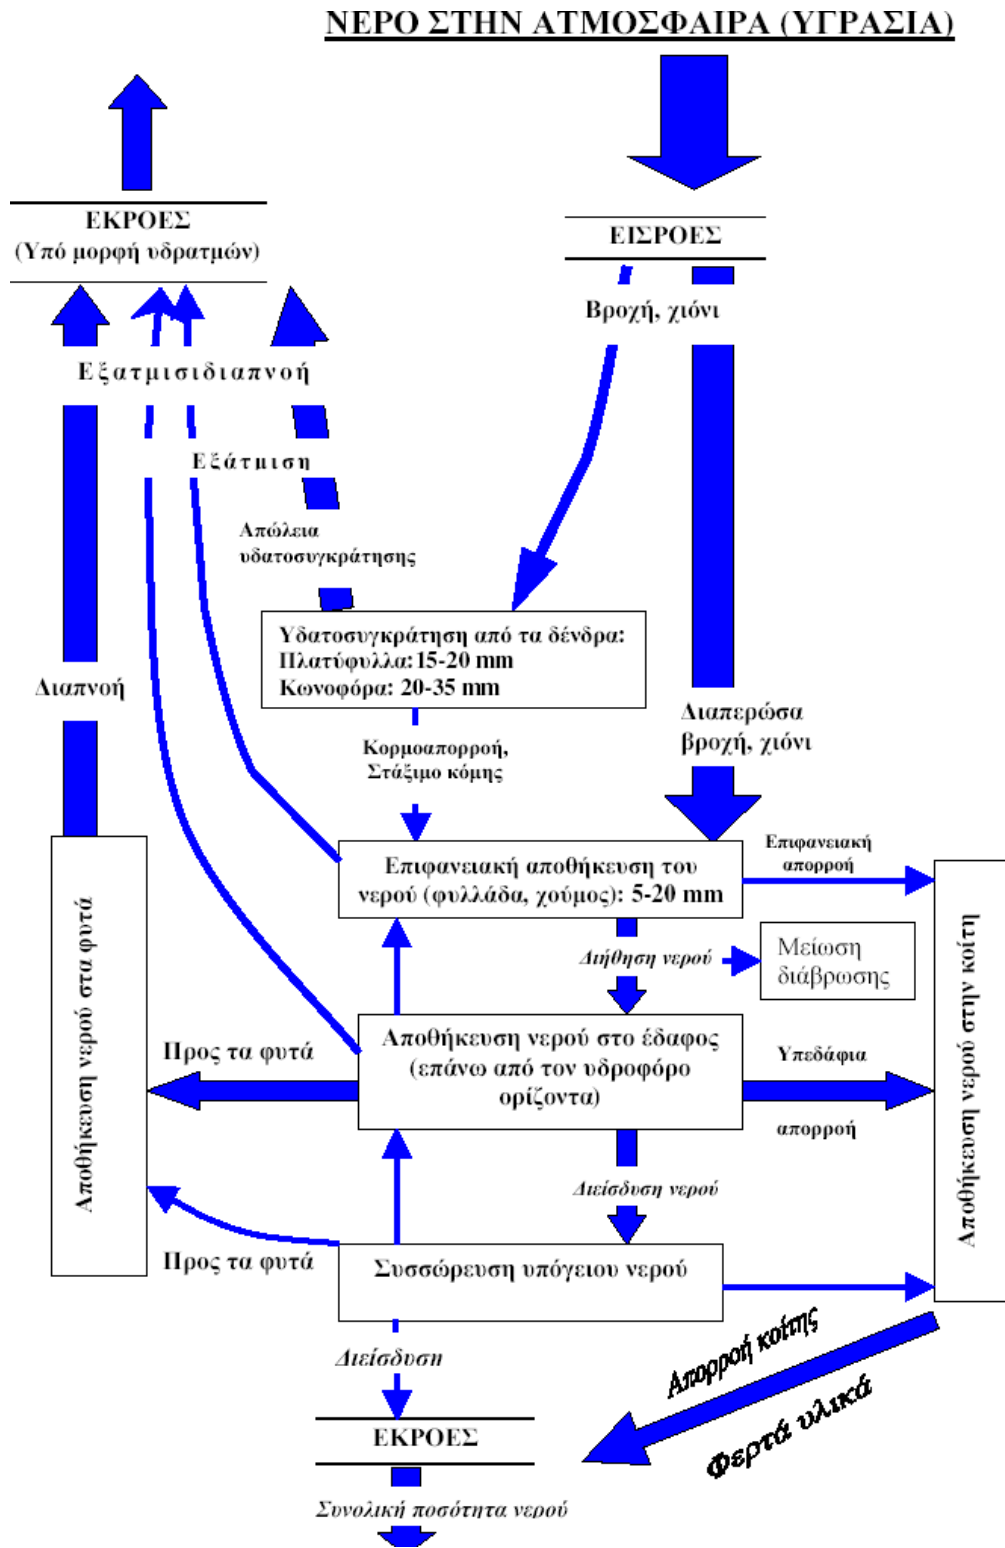 ΝΕΡΟ ΣΤΗΝ ΑΤΜΟΣΦΑΙΡΑ (ΥΓΡΑΣΙΑ)
ΕΚΡΟΕΣ
(Υπό μορφή υδρατμών)
ΕΙΣΡΟΕΣ
Βροχή, χιόνι
Εξατμισιδιαπνοή
Εξάτμιση
Απώλεια
υδατοσυγκράτησης
Υδατοσυγκράτηση από τα δένδρα:
Πλατύφυλλα: 15-20 mm
Κωνοφόρα: 20-35 mm
Διαπνοή
Διαπερώσα
βροχή, χιόνι
Κορμοαπορροή,
Στάξιμο κόμης
Επιφανειακή αποθήκευση του
νερού (φυλλάδα, χούμος): 5-20 mm
Επιφανειακή
απορροή
Διήθηση νερού
Μείωση
διάβρωσης
Αποθήκευση νερού στα φυτά
Αποθήκευση νερού στην κοίτη
Προς τα φυτά
Αποθήκευση νερού στο έδαφος
(επάνω από τον υδροφόρο
ορίζοντα)
Υπεδάφια
απορροή
Διείσδυση νερού
Προς τα φυτά
Συσσώρευση υπόγειου νερού
Διείσδυση
Απορροή κοίτης
Φερτά υλικά
ΕΚΡΟΕΣ
Συνολική ποσότητα νερού